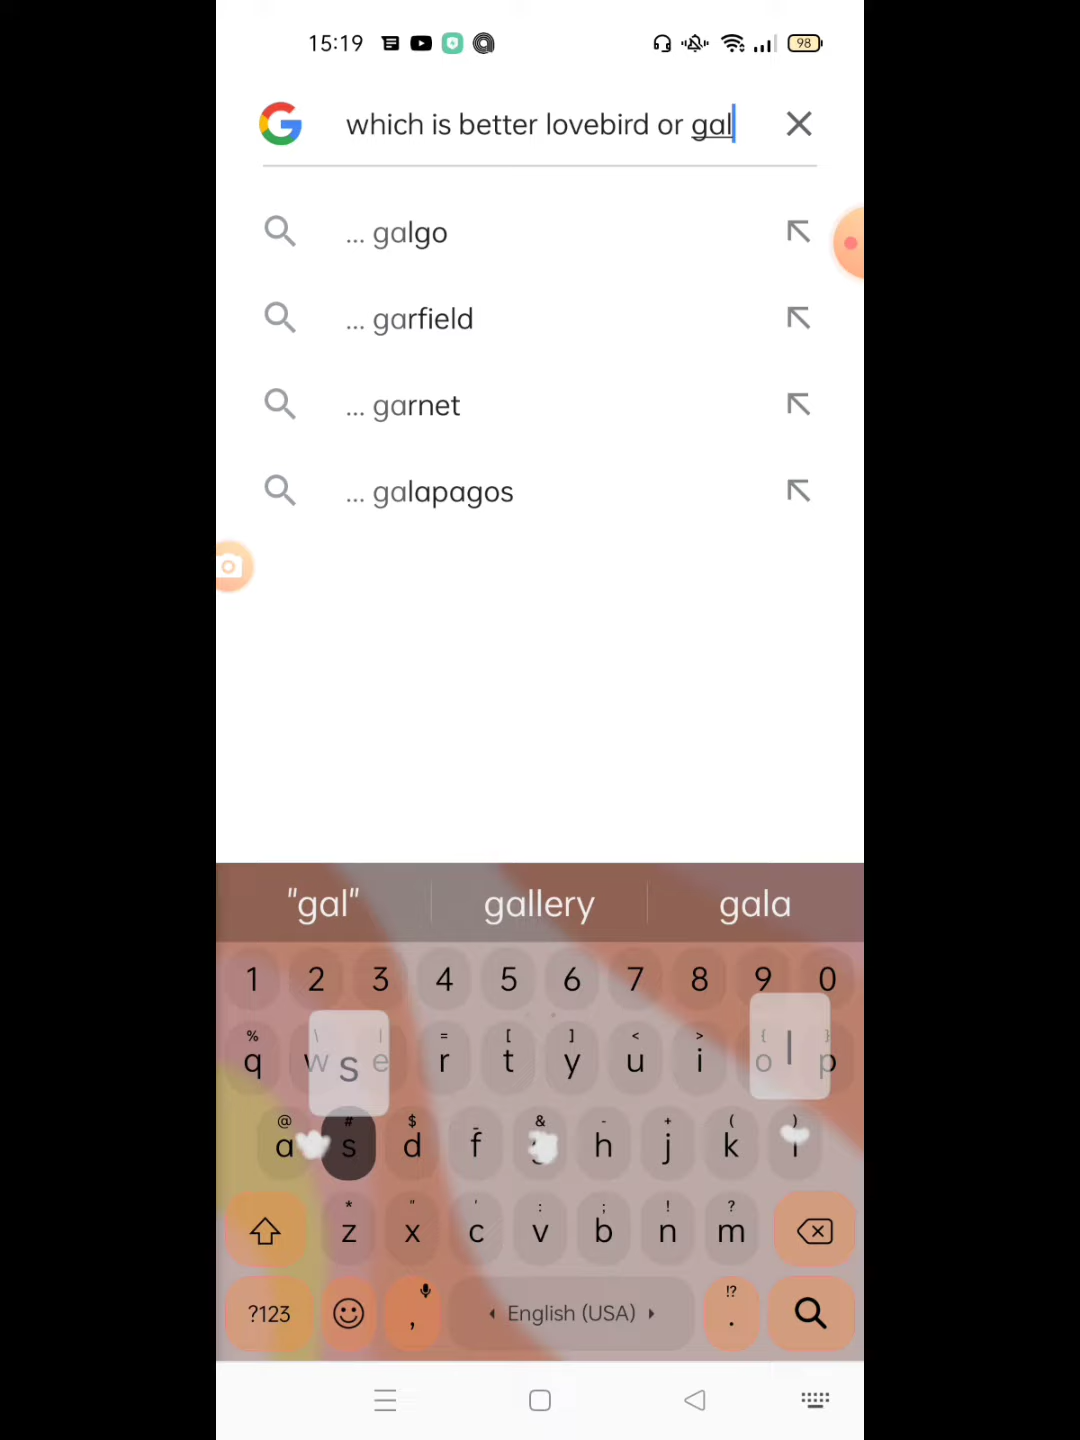 15:19 98
which is better lovebird or gal
... galgo
... garfield
... garnet
... galapagos
"gal" gallery gala
1 2 3 4 5 6 7 8 9 0
% \ | = [ ] < > { }
q w e r t y u i o p
s l
@ # $ - & - + ( )
a s d f h j k l
* " ' : ; ! ?
z x c v b n m
!?
?123 , English (USA) .